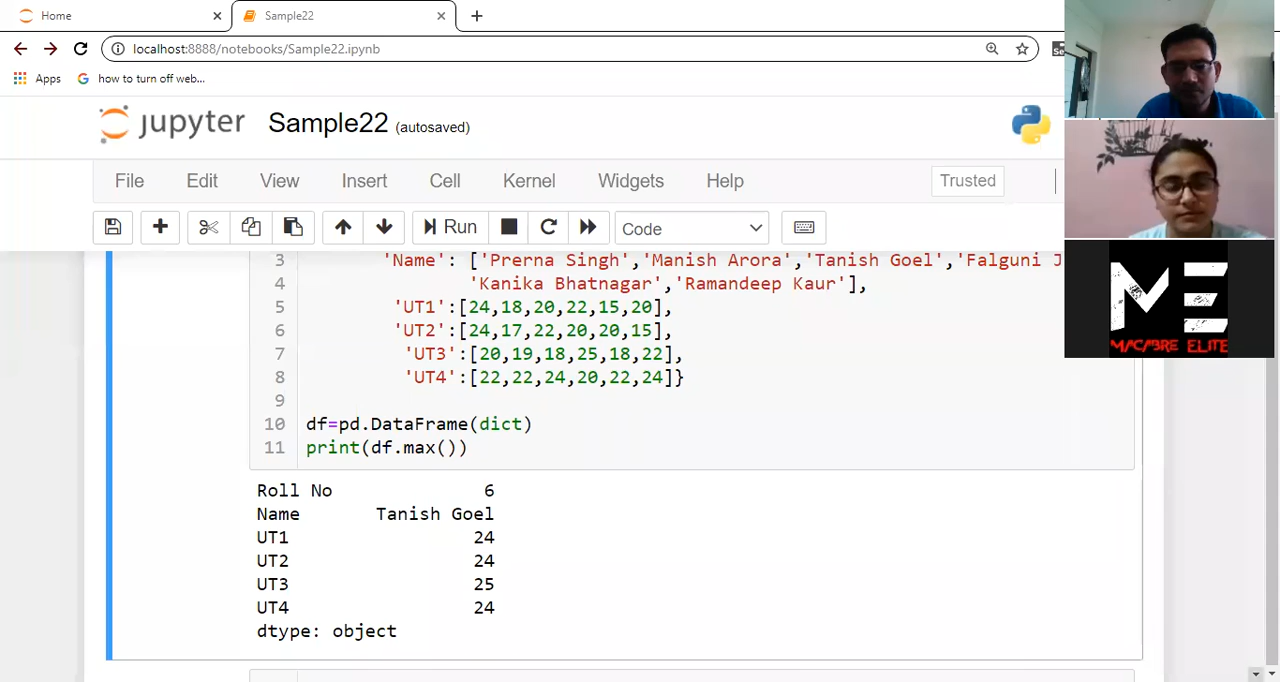 Home
Sample22
localhost:8888/notebooks/Sample22.ipynb
Apps
how to turn off web...
jupyter Sample22 (autosaved)
File Edit View Insert Cell Kernel Widgets Help Trusted
Run Code
3 'Name': ['Prerna Singh','Manish Arora','Tanish Goel','Falguni J
4 'Kanika Bhatnagar','Ramandeep Kaur'],
5 'UT1':[24,18,20,22,15,20],
6 'UT2':[24,17,22,20,20,15],
7 'UT3':[20,19,18,25,18,22],
8 'UT4':[22,22,24,20,22,24]}
9
10 df=pd.DataFrame(dict)
11 print(df.max())
Roll No 6
Name Tanish Goel
UT1 24
UT2 24
UT3 25
UT4 24
dtype: object
ME
MACABRE ELITE